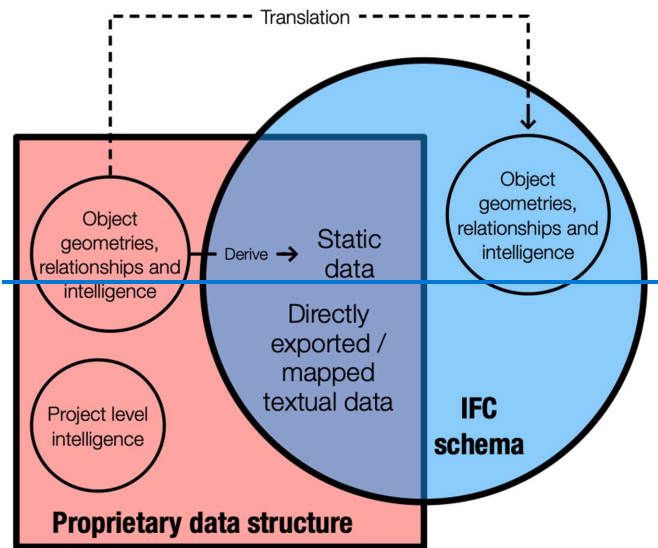 Translation
Object
geometries,
relationships and
intelligence
Object
geometries,
relationships and
intelligence
Derive
Static
data
Directly
exported /
mapped
textual data
Project level
intelligence
IFC
schema
Proprietary data structure